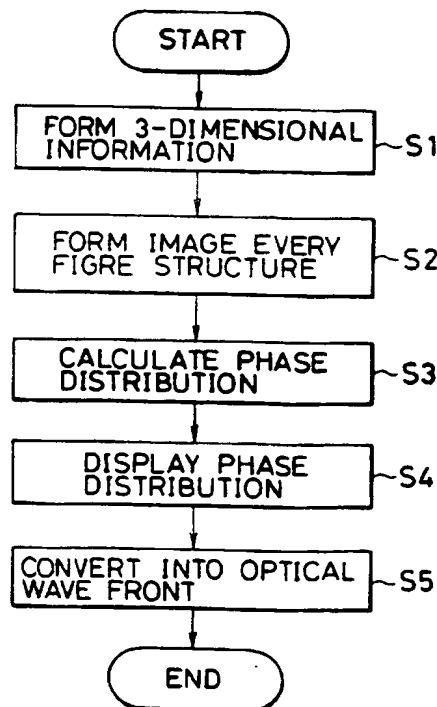 START
FORM 3-DIMENSIONAL
INFORMATION
S1
FORM IMAGE EVERY
FIGRE STRUCTURE
S2
CALCULATE PHASE
DISTRIBUTION
S3
DISPLAY PHASE
DISTRIBUTION
S4
CONVERT INTO OPTICAL
WAVE FRONT
S5
END